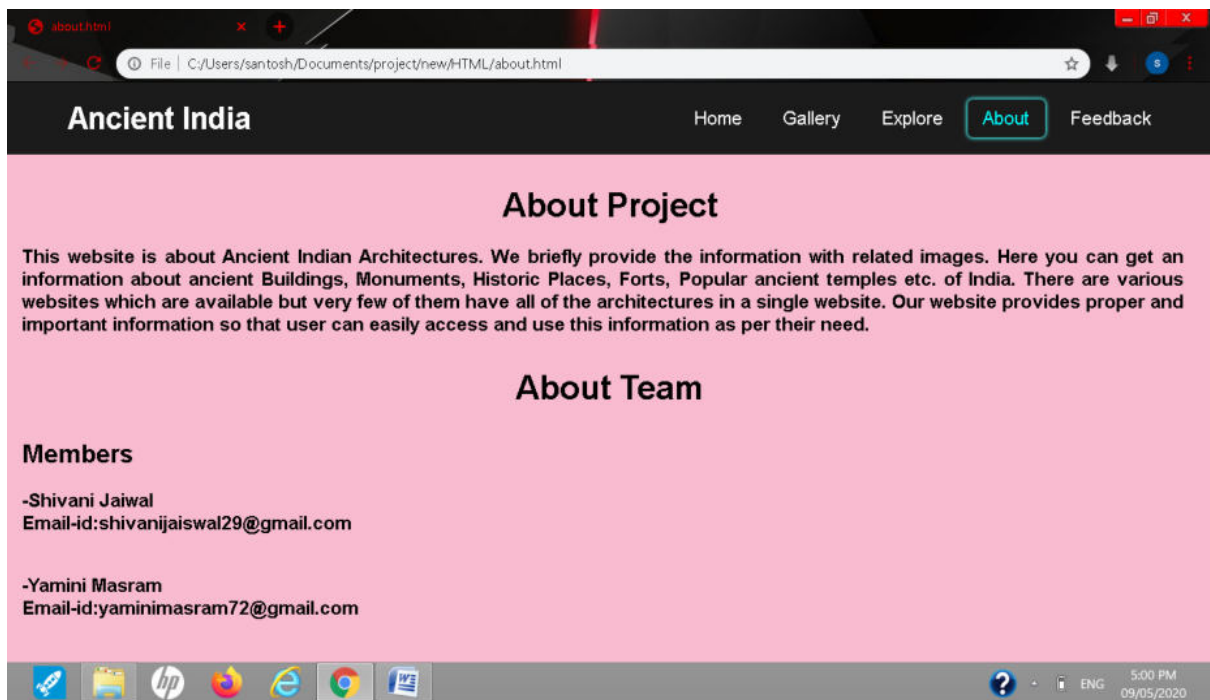 about.html
File | C:/Users/santosh/Documents/project/new/HTML/about.html
S
Ancient India
Home Gallery Explore About Feedback
About Project
This website is about Ancient Indian Architectures. We briefly provide the information with related images. Here you can get an
information about ancient Buildings, Monuments, Historic Places, Forts, Popular ancient temples etc. of India. There are various
websites which are available but very few of them have all of the architectures in a single website. Our website provides proper and
important information so that user can easily access and use this information as per their need.
About Team
Members
-Shivani Jaiwal
Email-id:shivanijaiswal29@gmail.com
-Yamini Masram
Email-id:yaminimasram72@gmail.com
hp
ENG
5:00 PM
09/05/2020